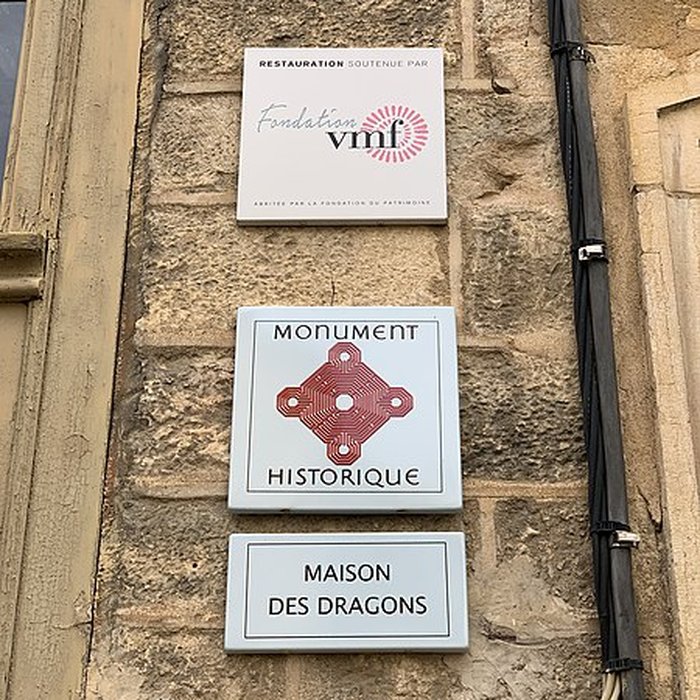 RESTAURATION SOUTENUE PAR
Fondation
vmf
ABRITÉE PAR LA FONDATION DU PATRIMOINE
MONUMENT
HISTORIQUE
MAISON
DES DRAGONS